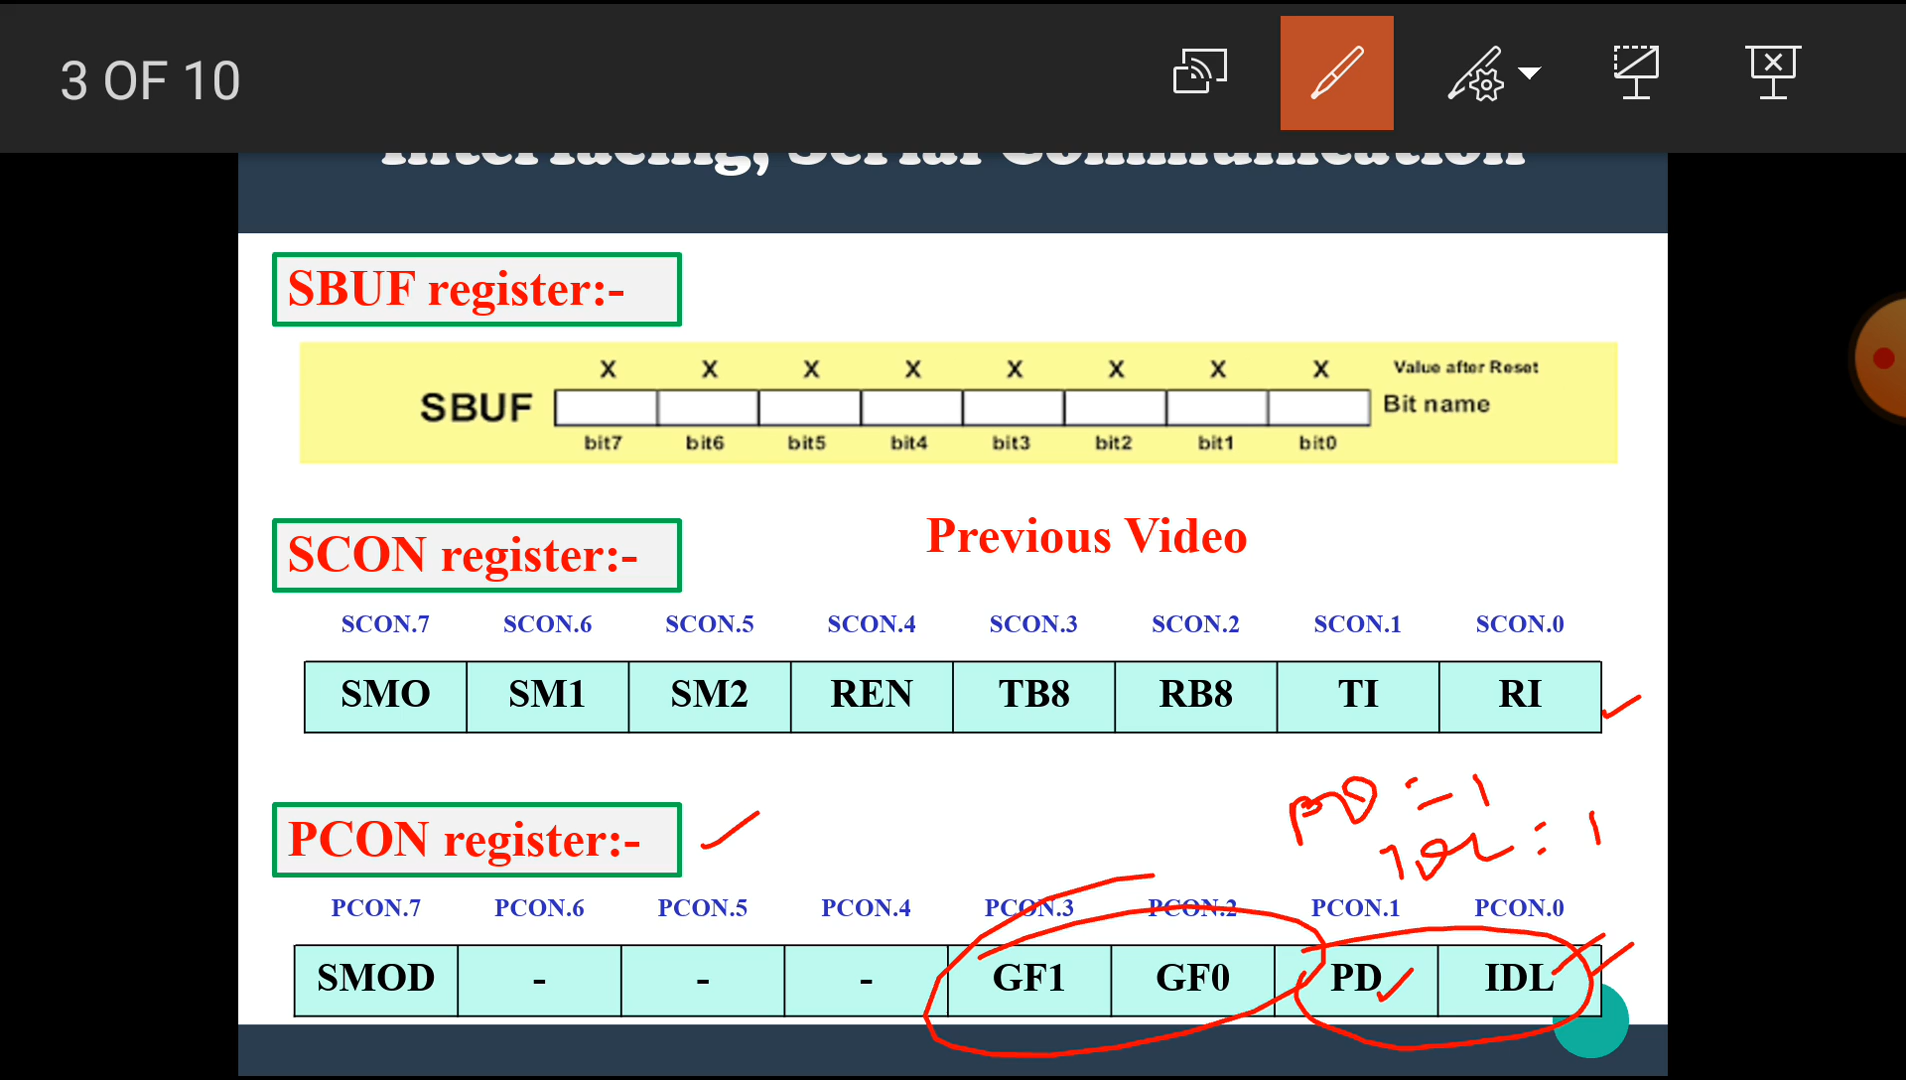 3 OF 10
Interfacing, Serial Communication
SBUF register:-
X X X X X X X X Value after Reset
SBUF Bit name
bit7 bit6 bit5 bit4 bit3 bit2 bit1 bit0
Previous Video
SCON register:-
SCON.7 SCON.6 SCON.5 SCON.4 SCON.3 SCON.2 SCON.1 SCON.0
SMO SM1 SM2 REN TB8 RB8 TI RI
PD = 1
IDL = 1
PCON register:-
PCON.7 PCON.6 PCON.5 PCON.4 PCON.3 PCON.2 PCON.1 PCON.0
SMOD - - - GF1 GF0 PD IDL